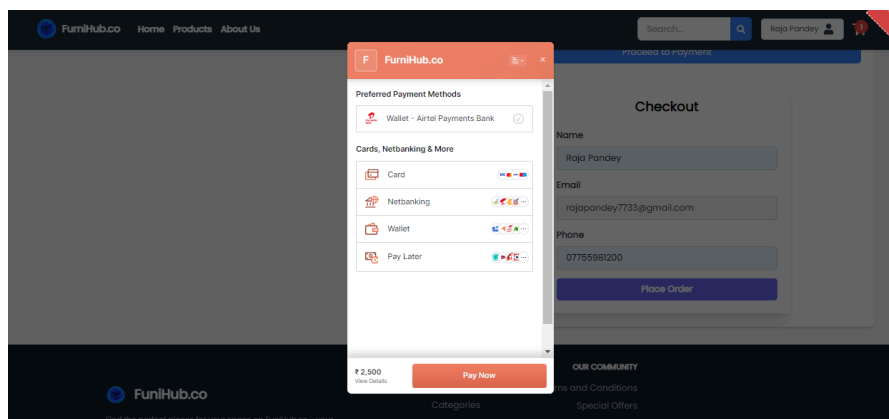 FurniHub.co Home Products About Us Search... Raja Pandey 1
Proceed to Payment
F FurniHub.co
Preferred Payment Methods
Wallet - Airtel Payments Bank
Cards, Netbanking & More
Card
Netbanking
Wallet
Pay Later
₹ 2,500
View Details
Pay Now
Checkout
Name
Raja Pandey
Email
rajapandey7733@gmail.com
Phone
07755981200
Place Order
FuniHub.co
Categories
OUR COMMUNITY
ms and Conditions
Special Offers